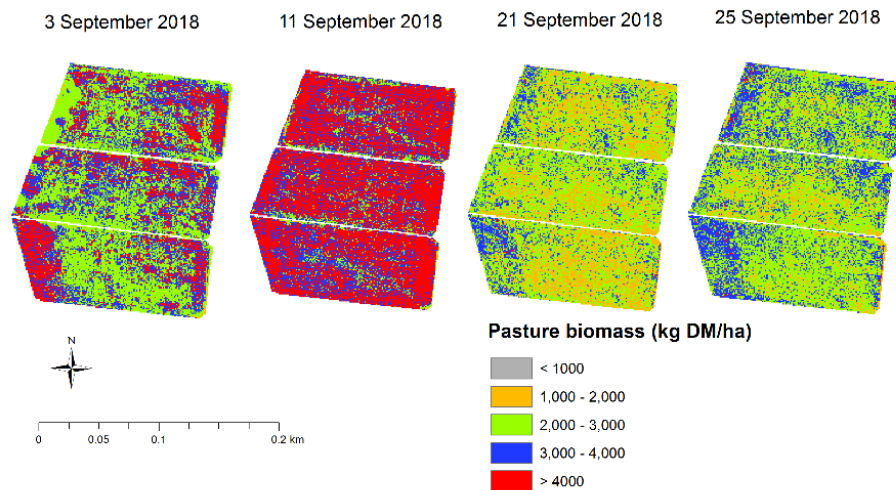 3 September 2018
11 September 2018
21 September 2018
25 September 2018
Pasture biomass (kg DM/ha)
< 1000
1,000 - 2,000
2,000 - 3,000
3,000 - 4,000
> 4000
N
0 0.05 0.1 0.2 km